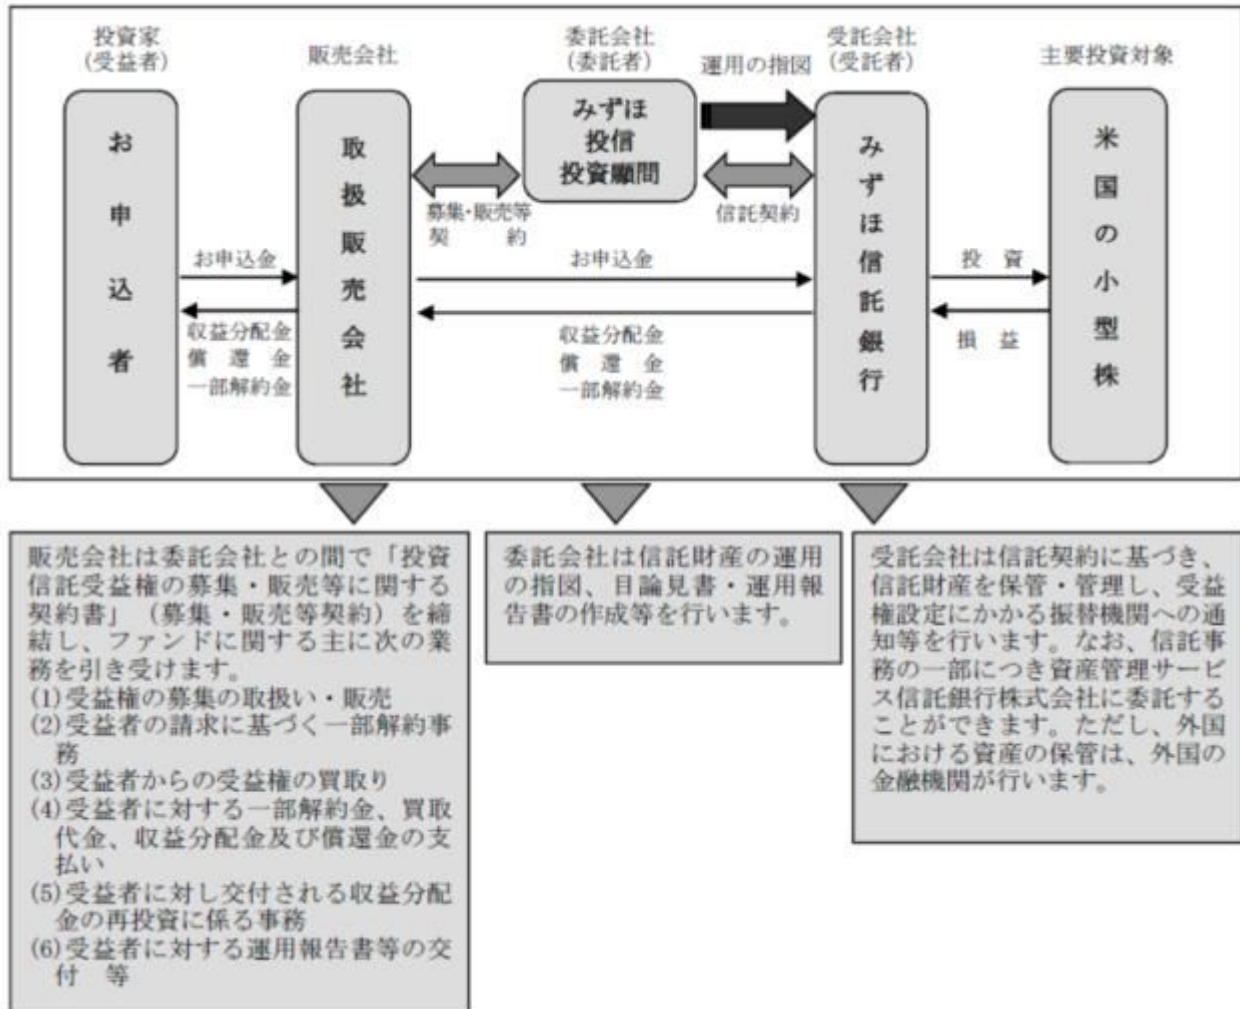 投資家
(受益者)
販売会社
委託会社
(委託者)
運用の指図
受託会社
(受託者)
主要投資対象
お申込者
取扱販売会社
みずほ
投信
投資顧問
みずほ信託銀行
米国の小型株
募集・販売等
契　　約
信託契約
お申込金
収益分配金
償　還　金
一部解約金
お申込金
収益分配金
償　還　金
一部解約金
投　資
損　益
販売会社は委託会社との間で「投資
信託受益権の募集・販売等に関する
契約書」（募集・販売等契約）を締
結し、ファンドに関する主に次の業
務を引き受けます。
(1)受益権の募集の取扱い・販売
(2)受益者の請求に基づく一部解約事
務
(3)受益者からの受益権の買取り
(4)受益者に対する一部解約金、買取
代金、収益分配金及び償還金の支
払い
(5)受益者に対し交付される収益分配
金の再投資に係る事務
(6)受益者に対する運用報告書等の交
付　等
委託会社は信託財産の運用
の指図、目論見書・運用報
告書の作成等を行います。
受託会社は信託契約に基づき、
信託財産を保管・管理し、受益
権設定にかかる振替機関への通
知等を行います。なお、信託事
務の一部につき資産管理サービ
ス信託銀行株式会社に委託する
ことができます。ただし、外国
における資産の保管は、外国の
金融機関が行います。